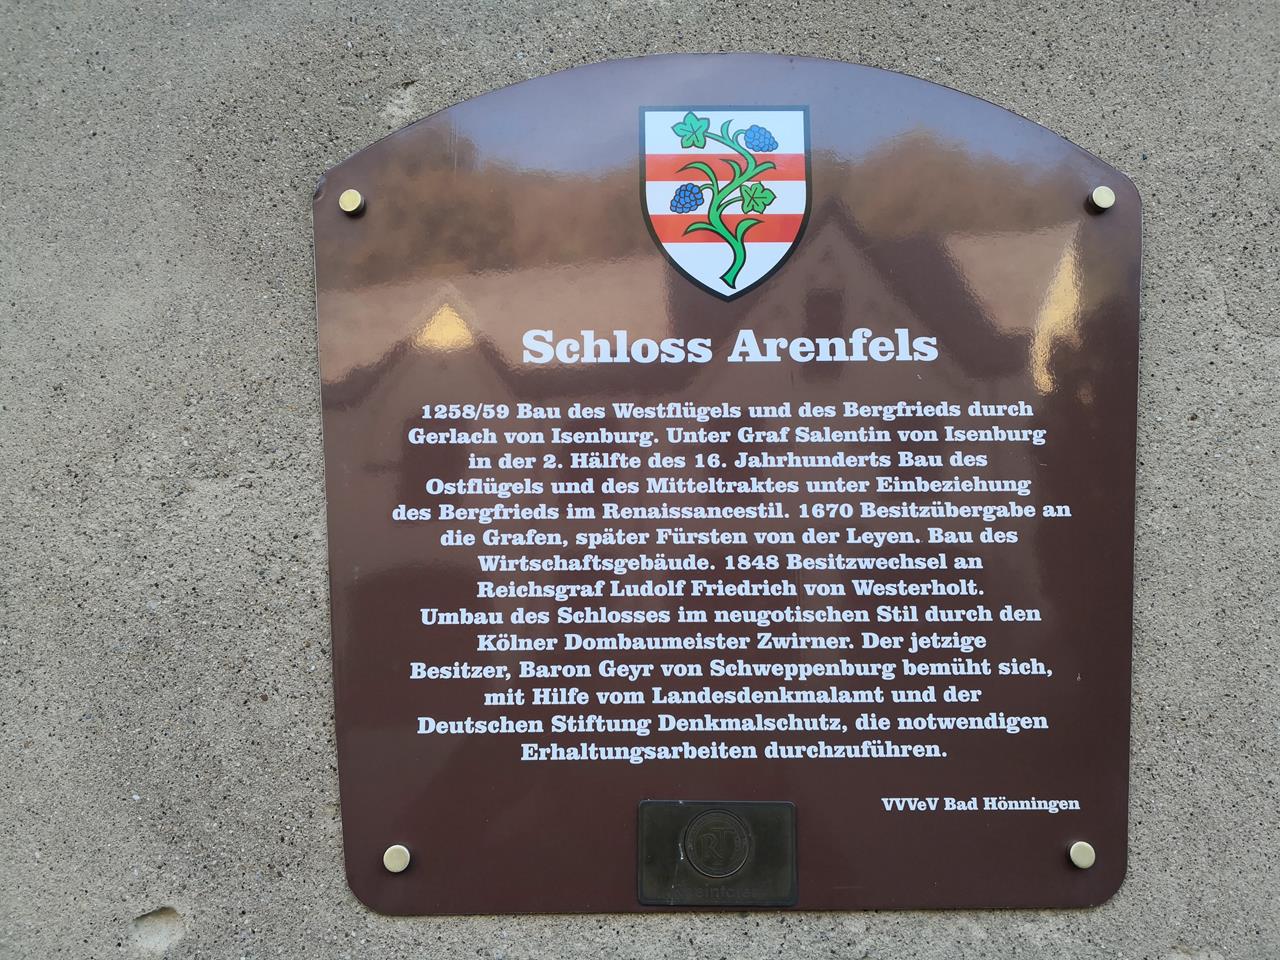 Schloss Arenfels
1258/59 Bau des Westflügels und des Bergfrieds durch
Gerlach von Isenburg. Unter Graf Salentin von Isenburg
in der 2. Hälfte des 16. Jahrhunderts Bau des
Ostflügels und des Mitteltraktes unter Einbeziehung
des Bergfrieds im Renaissancestil. 1670 Besitzübergabe an
die Grafen, später Fürsten von der Leyen. Bau des
Wirtschaftsgebäude. 1848 Besitzwechsel an
Reichsgraf Ludolf Friedrich von Westerholt.
Umbau des Schlosses im neugotischen Stil durch den
Kölner Dombaumeister Zwirner. Der jetzige
Besitzer, Baron Geyr von Schweppenburg bemüht sich,
mit Hilfe vom Landesdenkmalamt und der
Deutschen Stiftung Denkmalschutz, die notwendigen
Erhaltungsarbeiten durchzuführen.
VVVeV Bad Hönningen
RT